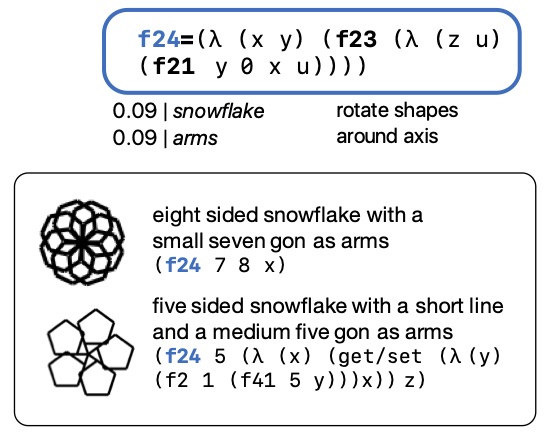 f24=(λ (x y) (f23 (λ (z u)
(f21 y 0 x u))))
0.09 | snowflake rotate shapes
0.09 | arms around axis
eight sided snowflake with a
small seven gon as arms
(f24 7 8 x)
five sided snowflake with a short line
and a medium five gon as arms
(f24 5 (λ (x) (get/set (λ (y)
(f2 1 (f41 5 y)))x)) z)